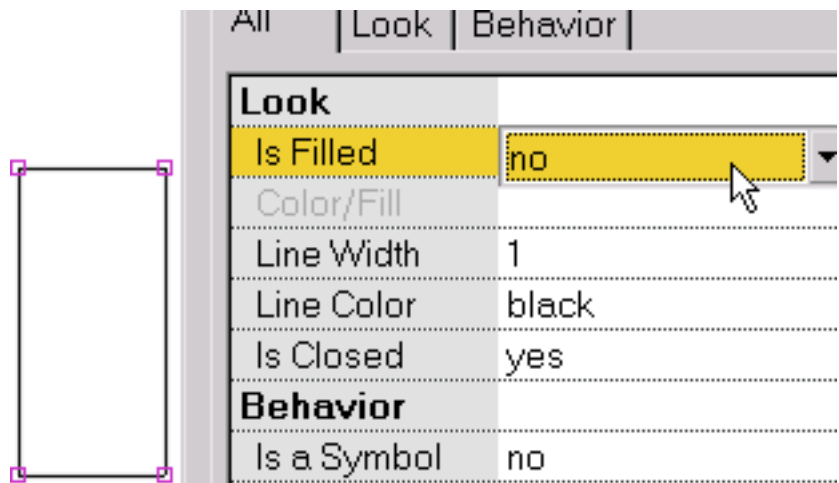 All Look Behavior
Look
Is Filled no
Color/Fill
Line Width 1
Line Color black
Is Closed yes
Behavior
Is a Symbol no